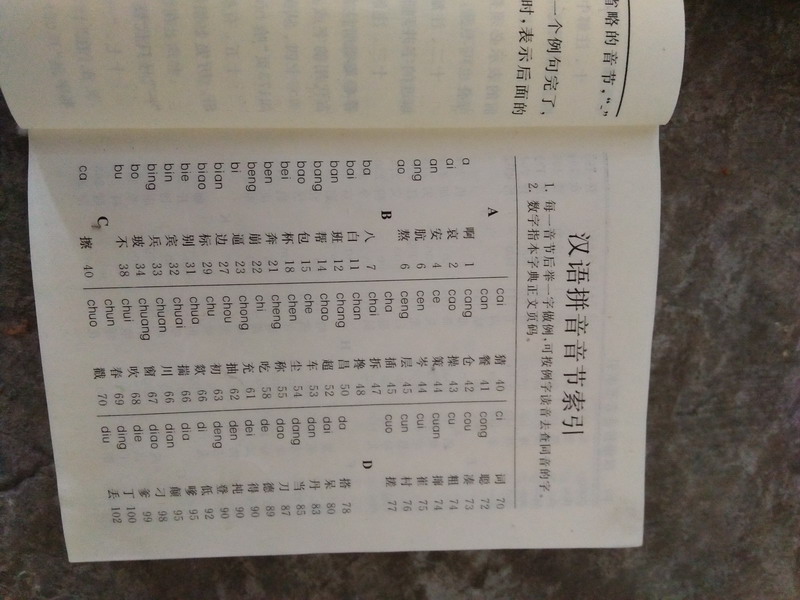 省略的音节,“~”
一个例句完了,
时,表示后面的
汉语拼音音节索引
1. 每一音节后举一字做例,可按例字读音去查同音的字。
2. 数字指本字典正文页码。
A
a 啊 1
ai 哀 2
an 安 4
ang 肮 6
ao 熬 6
B
ba 八 7
bai 白 11
ban 班 12
bang 帮 14
bao 包 15
bei 杯 18
ben 奔 21
beng 崩 22
bi 逼 23
bian 边 27
biao 标 29
bie 别 31
bin 宾 32
bing 兵 33
bo 玻 34
bu 不 38
C
ca 擦 40
cai 猜 40
can 餐 41
cang 仓 42
cao 操 43
ce 策 44
cen 岑 44
ceng 层 45
cha 插 45
chai 拆 47
chan 搀 48
chang 昌 50
chao 超 52
che 车 53
chen 尘 54
cheng 称 55
chi 吃 58
chong 充 61
chou 抽 62
chu 初 63
chua 欻 66
chuai 揣 66
chuan 川 66
chuang 窗 67
chui 吹 68
chun 春 69
chuo 戳 70
ci 词 70
cong 聪 72
cou 凑 73
cu 粗 74
cuan 撺 74
cui 崔 75
cun 村 76
cuo 搓 77
D
da 搭 78
dai 呆 80
dan 丹 83
dang 当 85
dao 刀 87
de 德 89
dei 得 90
den 扽 90
deng 登 90
di 低 92
dia 嗲 95
dian 颠 95
diao 刁 98
die 爹 99
ding 丁 100
diu 丢 102